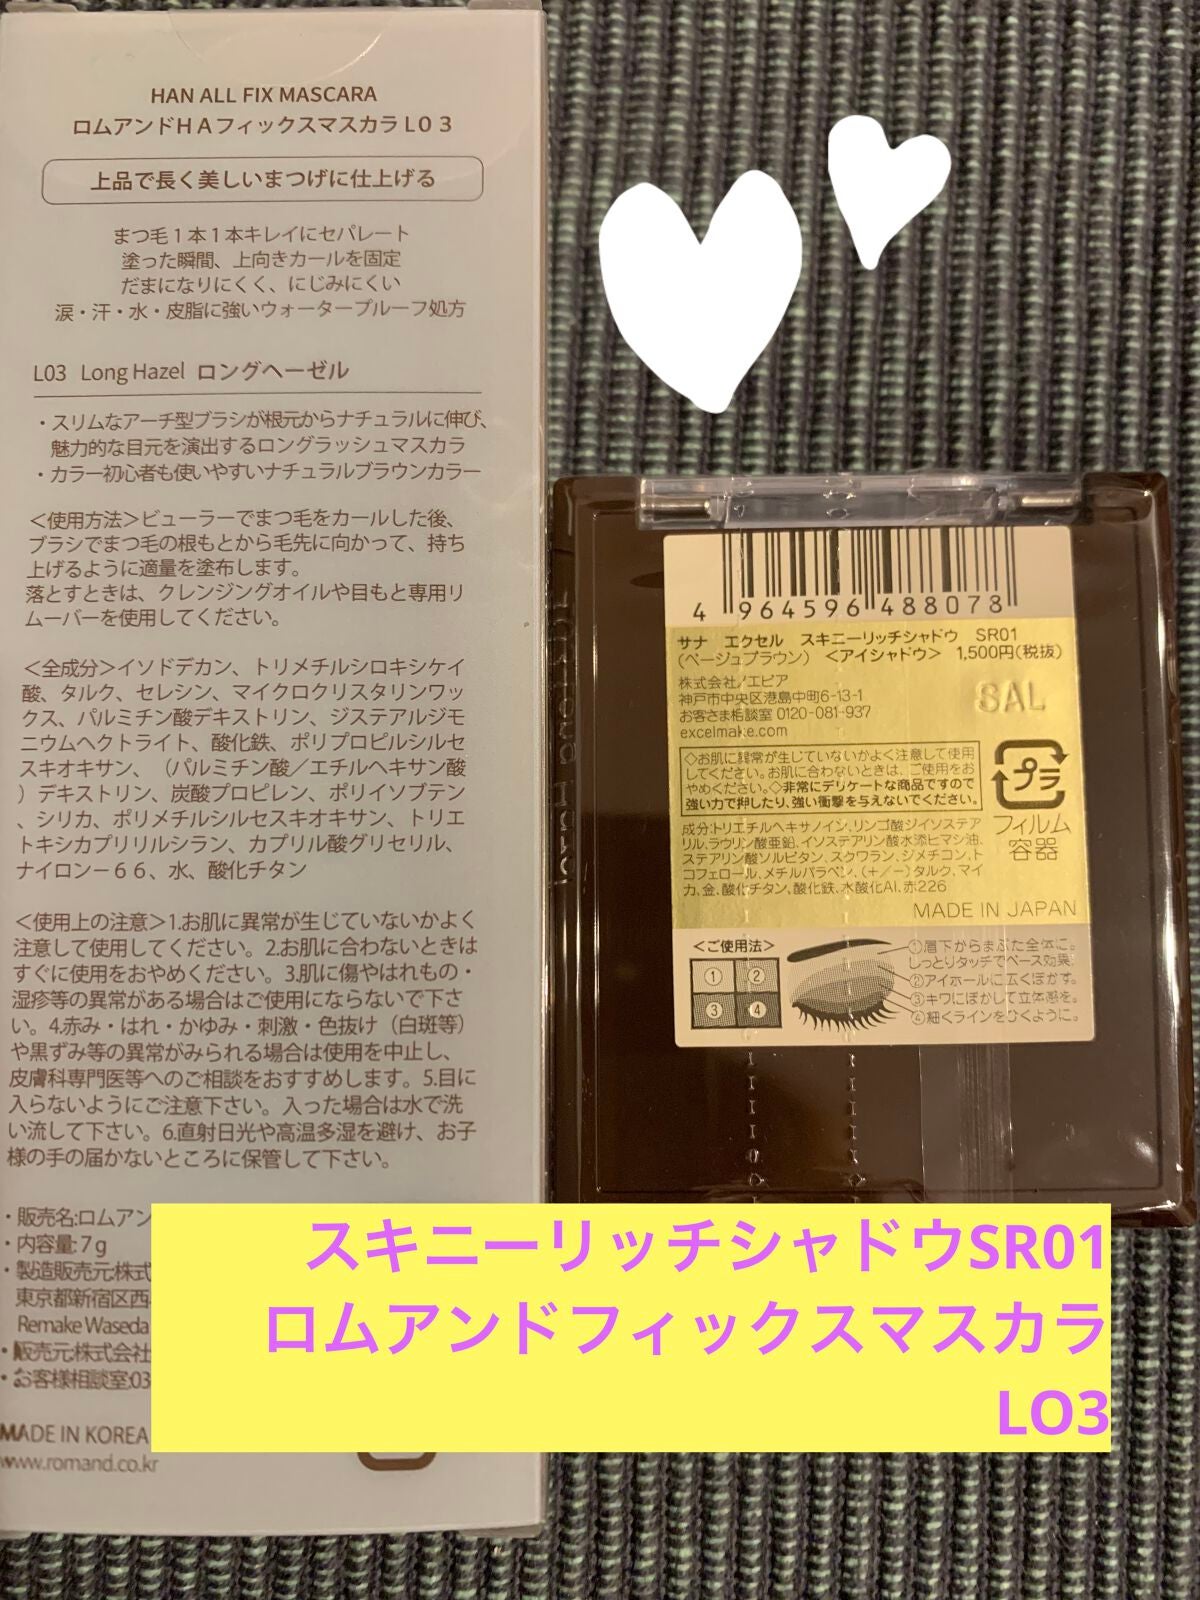 HAN ALL FIX MASCARA
ロムアンドＨＡフィックスマスカラ L０３
上品で長く美しいまつげに仕上げる
まつ毛１本１本キレイにセパレート
塗った瞬間、上向きカールを固定
だまになりにくく、にじみにくい
涙・汗・水・皮脂に強いウォータープルーフ処方
L03 Long Hazel ロングヘーゼル
・スリムなアーチ型ブラシが根元からナチュラルに伸び、
魅力的な目元を演出するロングラッシュマスカラ
・カラー初心者も使いやすいナチュラルブラウンカラー
＜使用方法＞ビューラーでまつ毛をカールした後、
ブラシでまつ毛の根もとから毛先に向かって、持ち
上げるように適量を塗布します。
落とすときは、クレンジングオイルや目もと専用リ
ムーバーを使用してください。
＜全成分＞イソドデカン、トリメチルシロキシケイ
酸、タルク、セレシン、マイクロクリスタリンワッ
クス、パルミチン酸デキストリン、ジステアルジモ
ニウムヘクトライト、酸化鉄、ポリプロピルシルセ
スキオキサン、（パルミチン酸／エチルヘキサン酸
）デキストリン、炭酸プロピレン、ポリイソブテン
、シリカ、ポリメチルシルセスキオキサン、トリエ
トキシカプリリルシラン、カプリル酸グリセリル、
ナイロン－６６、水、酸化チタン
＜使用上の注意＞1.お肌に異常が生じていないかよく
注意して使用してください。2.お肌に合わないときは
すぐに使用をおやめください。3.肌に傷やはれもの・
湿疹等の異常がある場合はご使用にならないで下さ
い。4.赤み・はれ・かゆみ・刺激・色抜け（白斑等）
や黒ずみ等の異常がみられる場合は使用を中止し、
皮膚科専門医等へのご相談をおすすめします。5.目に
入らないようにご注意下さい。入った場合は水で洗
い流して下さい。6.直射日光や高温多湿を避け、お子
様の手の届かないところに保管して下さい。
・販売名:ロムアン
・内容量:7 g
・製造販売元:株式
東京都新宿区西
Remake Waseda
・販売元:株式会社
・お客様相談室:03
MADE IN KOREA
www.romand.co.kr
4 964596 488078
サナ エクセル スキニーリッチシャドウ SR01
（ベージュブラウン） ＜アイシャドウ＞ 1,500円(税抜)
株式会社ノエビア
神戸市中央区港島中町6-13-1
お客さま相談室 0120-081-937
excelmake.com
SAL
◇お肌に異常が生じていないかよく注意して使用
してください。お肌に合わないときは、ご使用をお
やめください。◇非常にデリケートな商品ですので
強い力で押したり、強い衝撃を与えないでください。
プラ
フィルム
容器
成分:トリエチルヘキサノイン、リンゴ酸ジイソステア
リル、ラウリン酸亜鉛、イソステアリン酸水添ヒマシ油、
ステアリン酸ソルビタン、スクワラン、ジメチコン、ト
コフェロール、メチルパラベン、(＋/－)タルク、マイ
カ、金、酸化チタン、酸化鉄、水酸化Al、赤226
MADE IN JAPAN
＜ご使用法＞
① ②
③ ④
①眉下からまぶた全体に。
しっとりタッチでベース効果。
②アイホールに広くぼかす。
③キワにぼかして立体感を。
④細くラインをひくように。
スキニーリッチシャドウSR01
ロムアンドフィックスマスカラ
LO3